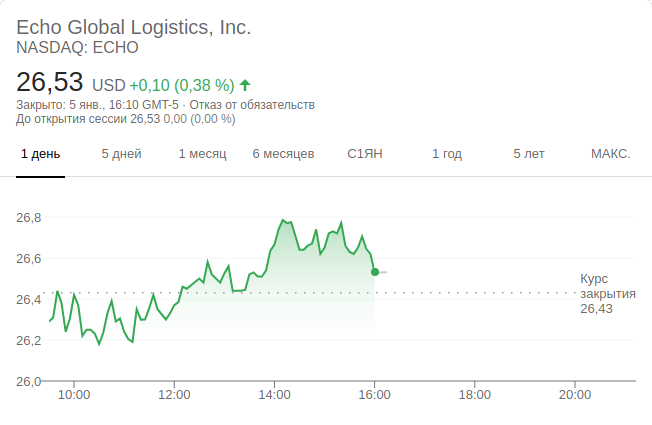 Echo Global Logistics, Inc.
NASDAQ: ECHO
26,53 USD +0,10 (0,38 %)
Закрыто: 5 янв., 16:10 GMT-5 · Отказ от обязательств
До открытия сессии 26,53 0,00 (0,00 %)
1 день 5 дней 1 месяц 6 месяцев С1ЯН 1 год 5 лет МАКС.
26,8
26,6
26,4
26,2
26,0
Курс
закрытия
26,43
10:00 12:00 14:00 16:00 18:00 20:00